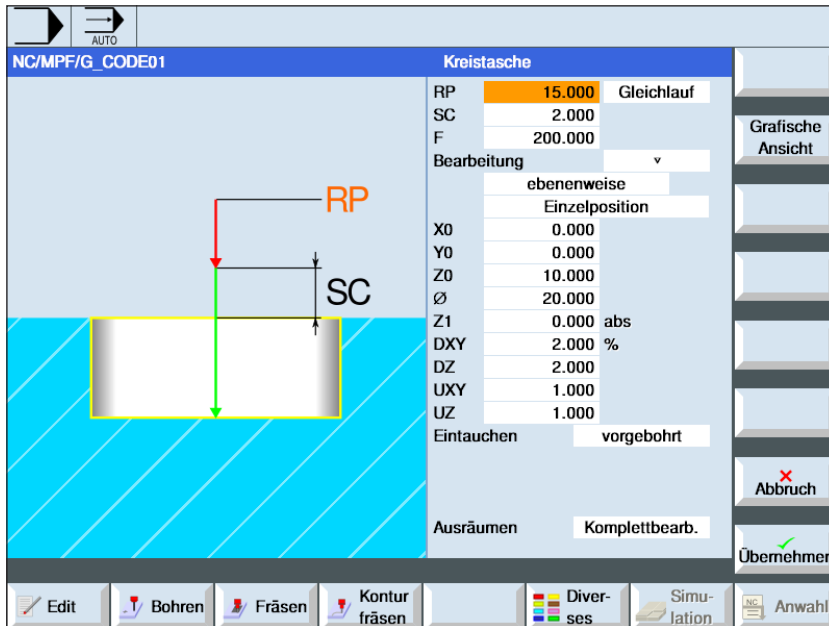 AUTO
NC/MPF/G_CODE01
Kreistasche
RP 15.000 Gleichlauf
SC 2.000
F 200.000
Bearbeitung ▿
ebenenweise
Einzelposition
X0 0.000
Y0 0.000
Z0 10.000
Ø 20.000
Z1 0.000 abs
DXY 2.000 %
DZ 2.000
UXY 1.000
UZ 1.000
Eintauchen vorgebohrt
Ausräumen Komplettbearb.
RP
SC
Grafische
Ansicht
Abbruch
Übernehmen
Edit
Bohren
Fräsen
Kontur
fräsen
Diver-
ses
Simu-
lation
NC
Anwahl